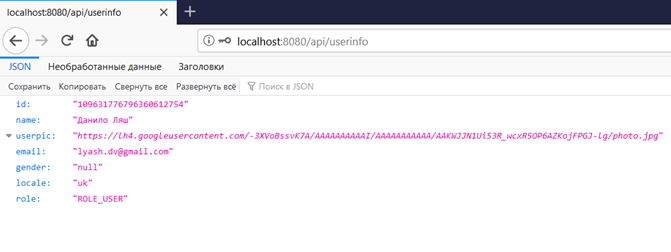 localhost:8080/api/userinfo
localhost:8080/api/userinfo
JSON Необработанные данные Заголовки
Сохранить Копировать Свернуть все Развернуть всё Поиск в JSON
id: "109631776796360612754"
name: "Данило Ляш"
userpic: "https://lh4.googleusercontent.com/-3XVoBssvK7A/AAAAAAAAAAI/AAAAAAAAAAA/AAKWJJN1Ui53R_wcxR5OP6AZKojFPGJ-lg/photo.jpg"
email: "lyash.dv@gmail.com"
gender: "null"
locale: "uk"
role: "ROLE_USER"